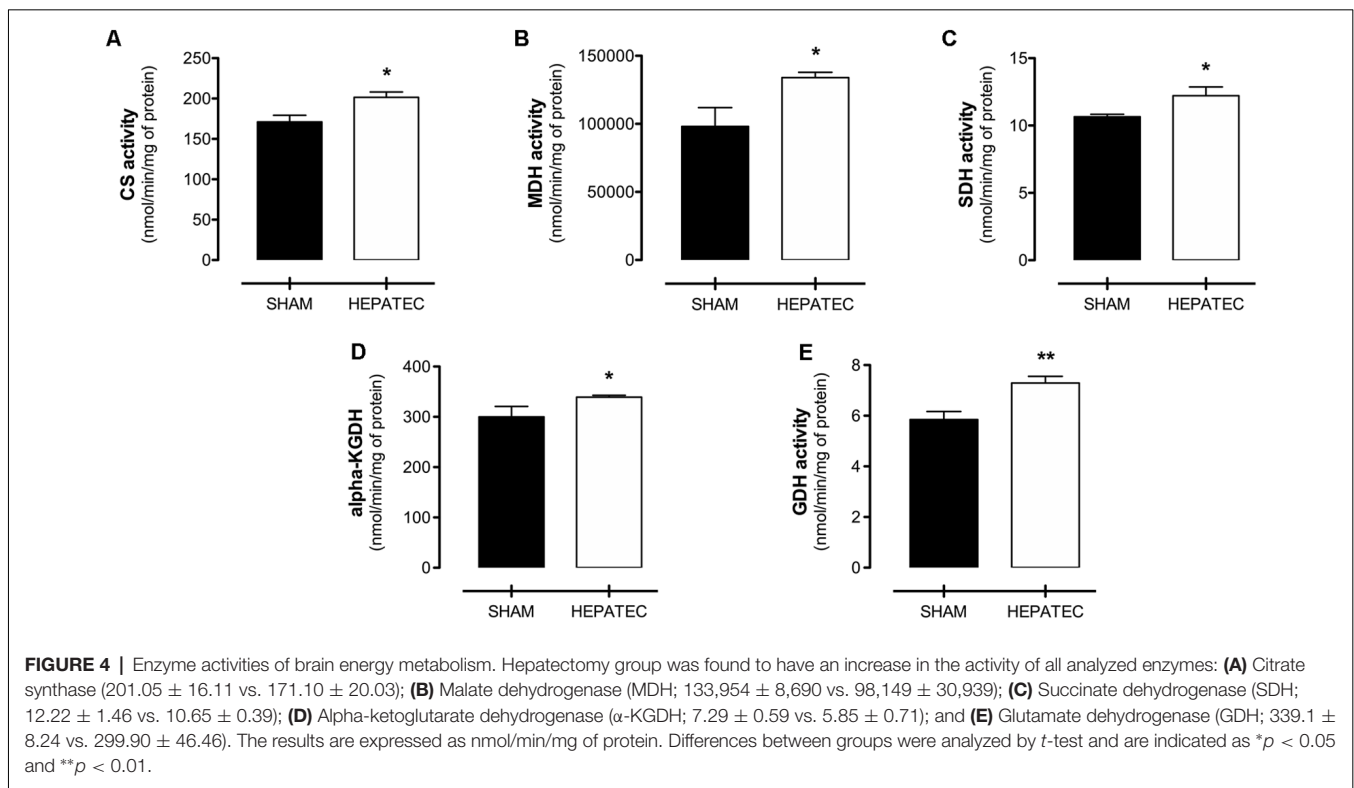 A
CS activity
(nmol/min/mg of protein)
250
200
150
100
50
0
*
SHAM HEPATEC
B
MDH activity
(nmol/min/mg of protein)
150000
100000
50000
0
*
SHAM HEPATEC
C
SDH activity
(nmol/min/mg of protein)
15
10
5
0
*
SHAM HEPATEC
D
alpha-KGDH
(nmol/min/mg of protein)
400
300
200
100
0
*
SHAM HEPATEC
E
GDH activity
(nmol/min/mg of protein)
8
6
4
2
0
**
SHAM HEPATEC
FIGURE 4 | Enzyme activities of brain energy metabolism. Hepatectomy group was found to have an increase in the activity of all analyzed enzymes: (A) Citrate
synthase (201.05 ± 16.11 vs. 171.10 ± 20.03); (B) Malate dehydrogenase (MDH; 133,954 ± 8,690 vs. 98,149 ± 30,939); (C) Succinate dehydrogenase (SDH;
12.22 ± 1.46 vs. 10.65 ± 0.39); (D) Alpha-ketoglutarate dehydrogenase (α-KGDH; 7.29 ± 0.59 vs. 5.85 ± 0.71); and (E) Glutamate dehydrogenase (GDH; 339.1 ±
8.24 vs. 299.90 ± 46.46). The results are expressed as nmol/min/mg of protein. Differences between groups were analyzed by t-test and are indicated as *p < 0.05
and **p < 0.01.